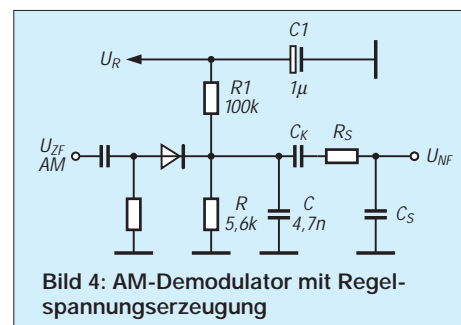 C1
U_R
1µ
R1
100k
U_ZF
AM
C_K
R_S
U_NF
R
5,6k
C
4,7n
C_S
Bild 4: AM-Demodulator mit Regel-
spannungserzeugung